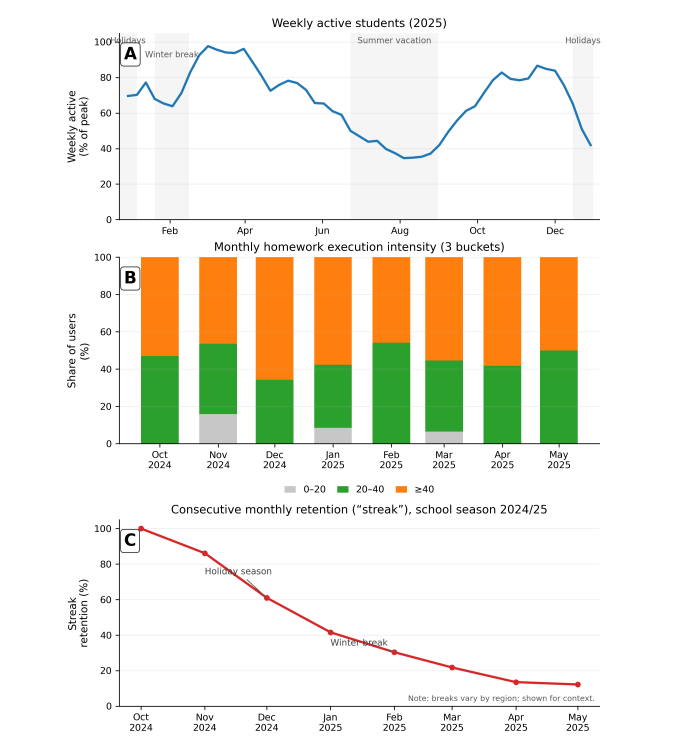 Weekly active students (2025)
Holidays
Winter break
Summer vacation
Holidays
A
Weekly active
(% of peak)
100
80
60
40
20
0
Feb Apr Jun Aug Oct Dec
Monthly homework execution intensity (3 buckets)
B
Share of users
(%)
100
80
60
40
20
0
Oct Nov Dec Jan Feb Mar Apr May
2024 2024 2024 2025 2025 2025 2025 2025
0–20 20–40 ≥40
Consecutive monthly retention (“streak”), school season 2024/25
C
Streak
retention (%)
100
80
60
40
20
0
Holiday season
Winter break
Note: breaks vary by region; shown for context.
Oct Nov Dec Jan Feb Mar Apr May
2024 2024 2024 2025 2025 2025 2025 2025